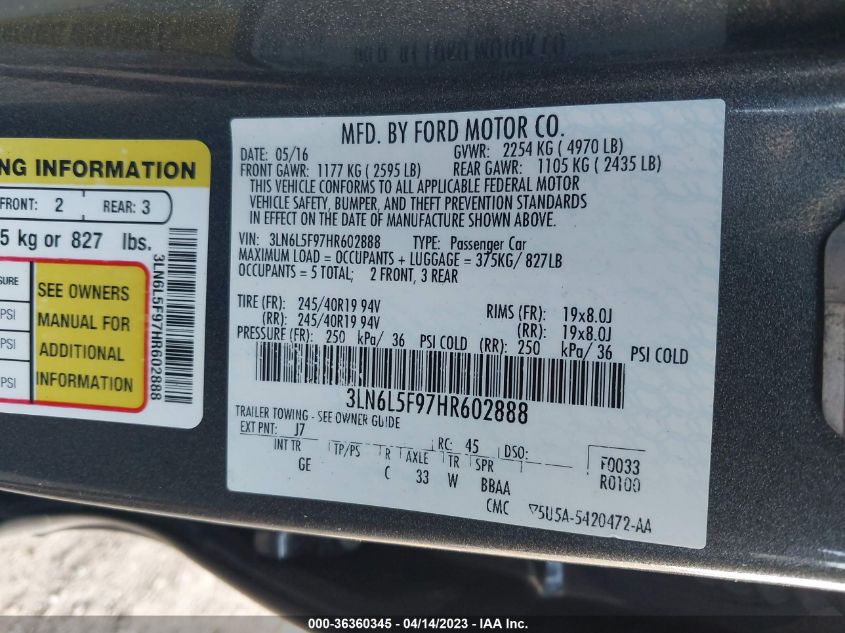 MFD. BY FORD MOTOR CO.
DATE: 05/16 GVWR: 2254 KG ( 4970 LB)
FRONT GAWR: 1177 KG ( 2595 LB) REAR GAWR: 1105 KG ( 2435 LB)
THIS VEHICLE CONFORMS TO ALL APPLICABLE FEDERAL MOTOR
VEHICLE SAFETY, BUMPER, AND THEFT PREVENTION STANDARDS
IN EFFECT ON THE DATE OF MANUFACTURE SHOWN ABOVE.
VIN: 3LN6L5F97HR602888 TYPE: Passenger Car
MAXIMUM LOAD = OCCUPANTS + LUGGAGE = 375KG/ 827LB
OCCUPANTS = 5 TOTAL; 2 FRONT, 3 REAR
TIRE (FR): 245/40R19 94V RIMS (FR): 19x8.0J
(RR): 245/40R19 94V (RR): 19x8.0J
PRESSURE (FR): 250 kPa/ 36 PSI COLD (RR): 250 kPa/ 36 PSI COLD
3LN6L5F97HR602888
TRAILER TOWING - SEE OWNER GUIDE
EXT PNT: J7 RC: 45 DSO:
INT TR TP/PS R AXLE TR SPR F0033
GE C 33 W BBAA R0100
CMC 5U5A-5420472-AA
NG INFORMATION
FRONT: 2 REAR: 3
5 kg or 827 lbs.
SURE
PSI
PSI
PSI
SEE OWNERS
MANUAL FOR
ADDITIONAL
INFORMATION
3LN6L5F97HR602888
000-36360345 - 04/14/2023 - IAA Inc.